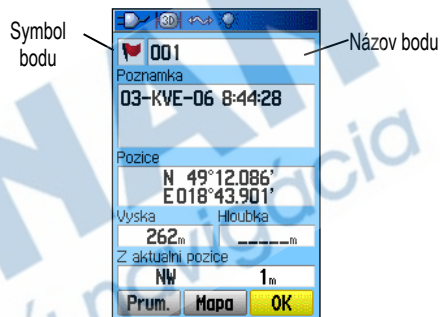 Symbol bodu
Názov bodu
3D
001
Poznamka
03-KVE-06 8:44:28
Pozice
N 49°12.086'
E018°43.901'
Vyska Hloubka
262m _____m
Z aktualni pozice
NW 1m
Prum. Mapa OK
navigácia